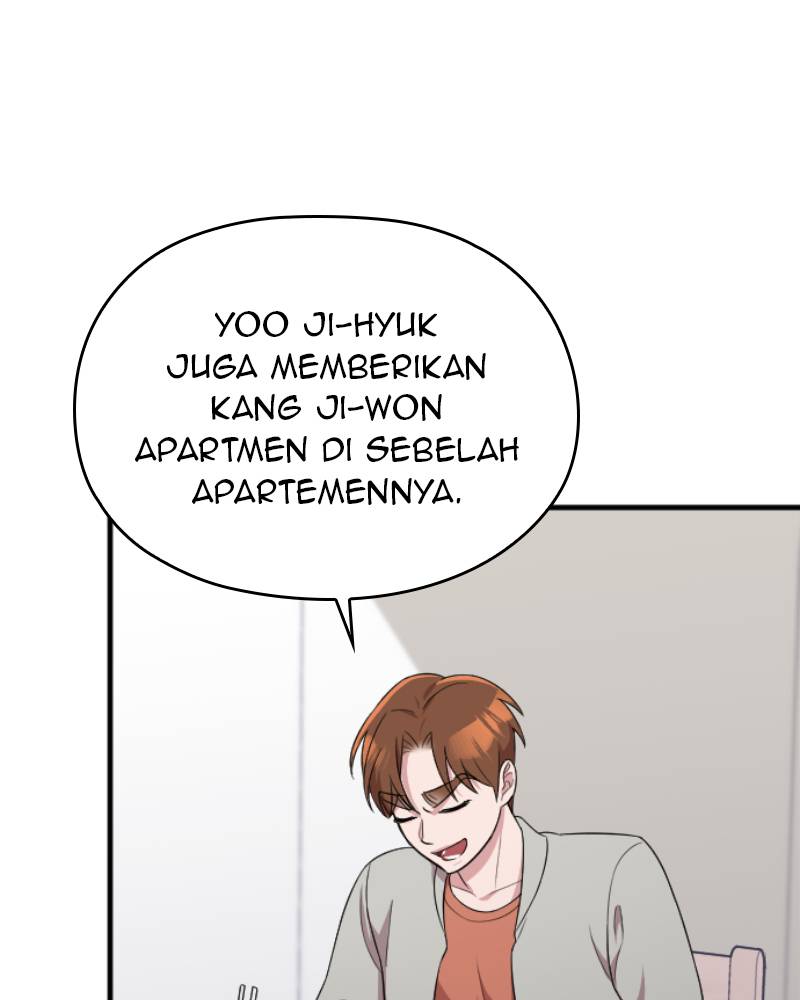 YOO JI-HYUK
JUGA MEMBERIKAN
KANG JI-WON
APARTMEN DI SEBELAH
APARTEMENNYA.